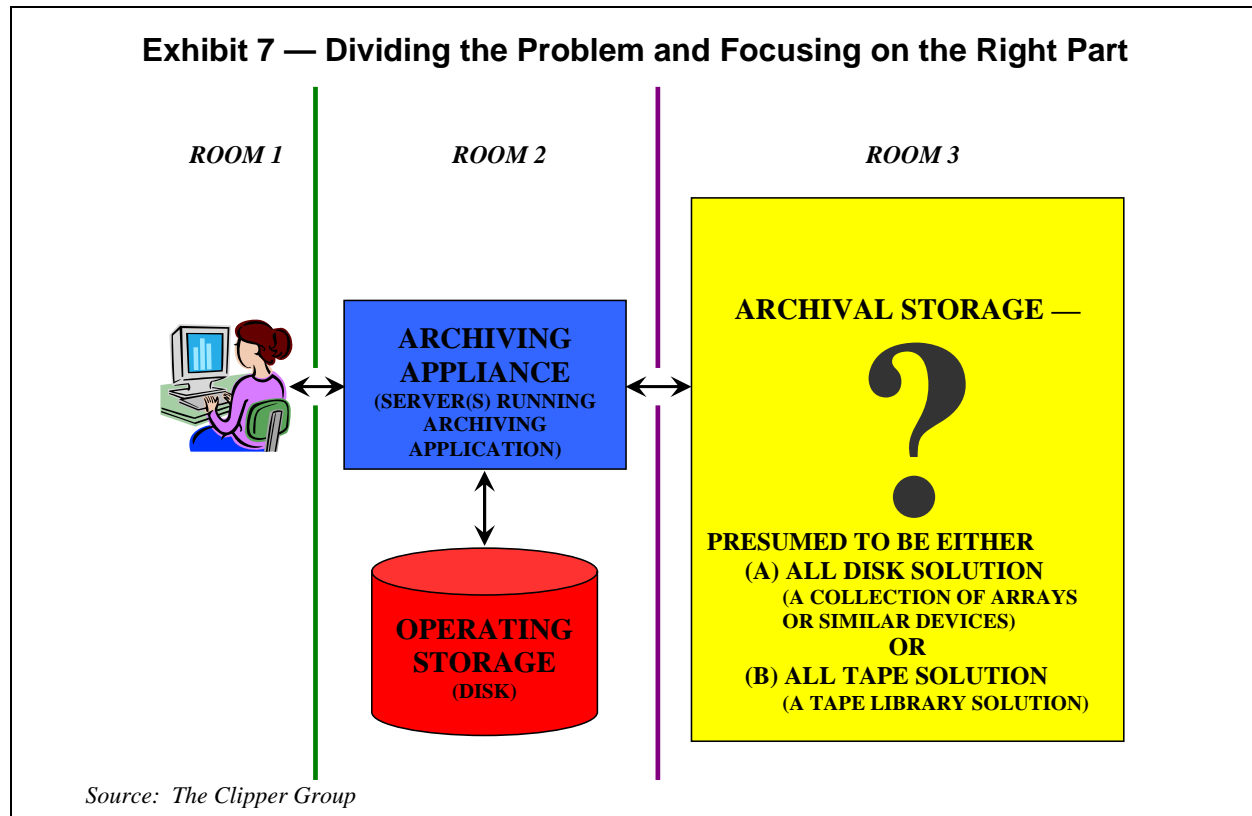 Exhibit 7 — Dividing the Problem and Focusing on the Right Part
ROOM 1
ROOM 2
ROOM 3
ARCHIVING
APPLIANCE
(SERVER(S) RUNNING
ARCHIVING
APPLICATION)
OPERATING
STORAGE
(DISK)
ARCHIVAL STORAGE —
?
PRESUMED TO BE EITHER
(A) ALL DISK SOLUTION
(A COLLECTION OF ARRAYS
OR SIMILAR DEVICES)
OR
(B) ALL TAPE SOLUTION
(A TAPE LIBRARY SOLUTION)
Source: The Clipper Group